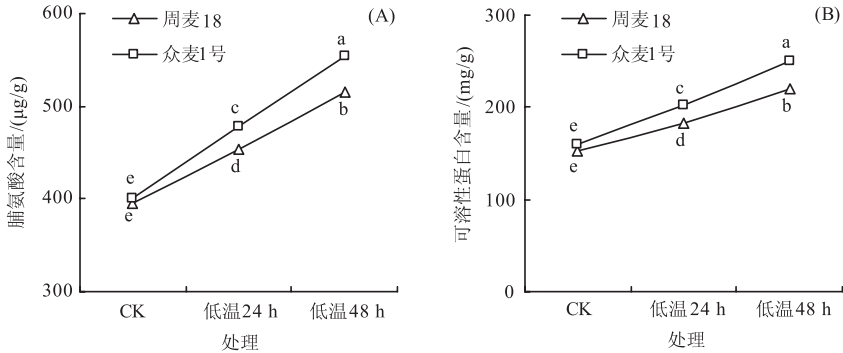 (A)
周麦18
众麦1号
脯氨酸含量/(μg/g)
600
500
400
300
a
c
e
b
d
e
CK
低温24 h
低温48 h
处理
(B)
周麦18
众麦1号
可溶性蛋白含量/(mg/g)
300
200
100
0
a
c
e
b
d
e
CK
低温24 h
低温48 h
处理